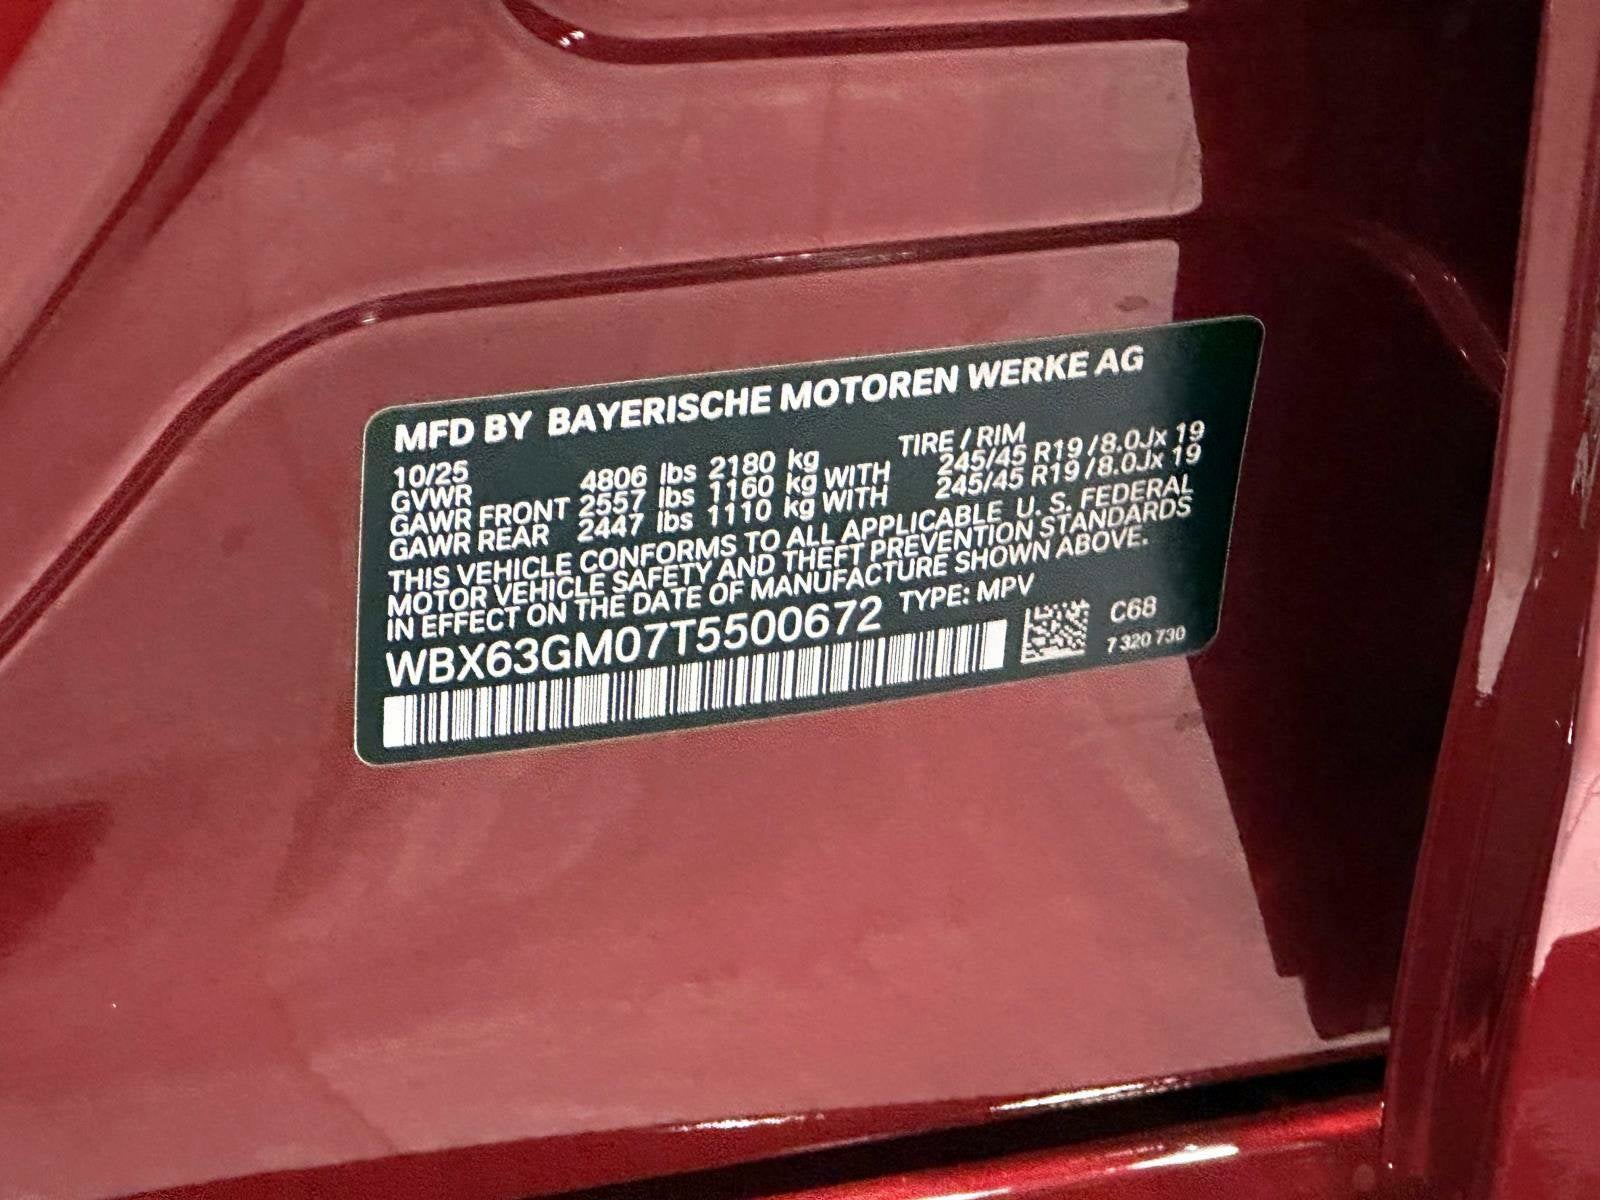 MFD BY BAYERISCHE MOTOREN WERKE AG
10/25 TIRE / RIM
GVWR 4806 lbs 2180 kg
GAWR FRONT 2557 lbs 1160 kg WITH 245/45 R19 / 8.0Jx 19
GAWR REAR 2447 lbs 1110 kg WITH 245/45 R19 / 8.0Jx 19
THIS VEHICLE CONFORMS TO ALL APPLICABLE U. S. FEDERAL
MOTOR VEHICLE SAFETY AND THEFT PREVENTION STANDARDS
IN EFFECT ON THE DATE OF MANUFACTURE SHOWN ABOVE.
WBX63GM07T5500672 TYPE: MPV
C68
7 320 730